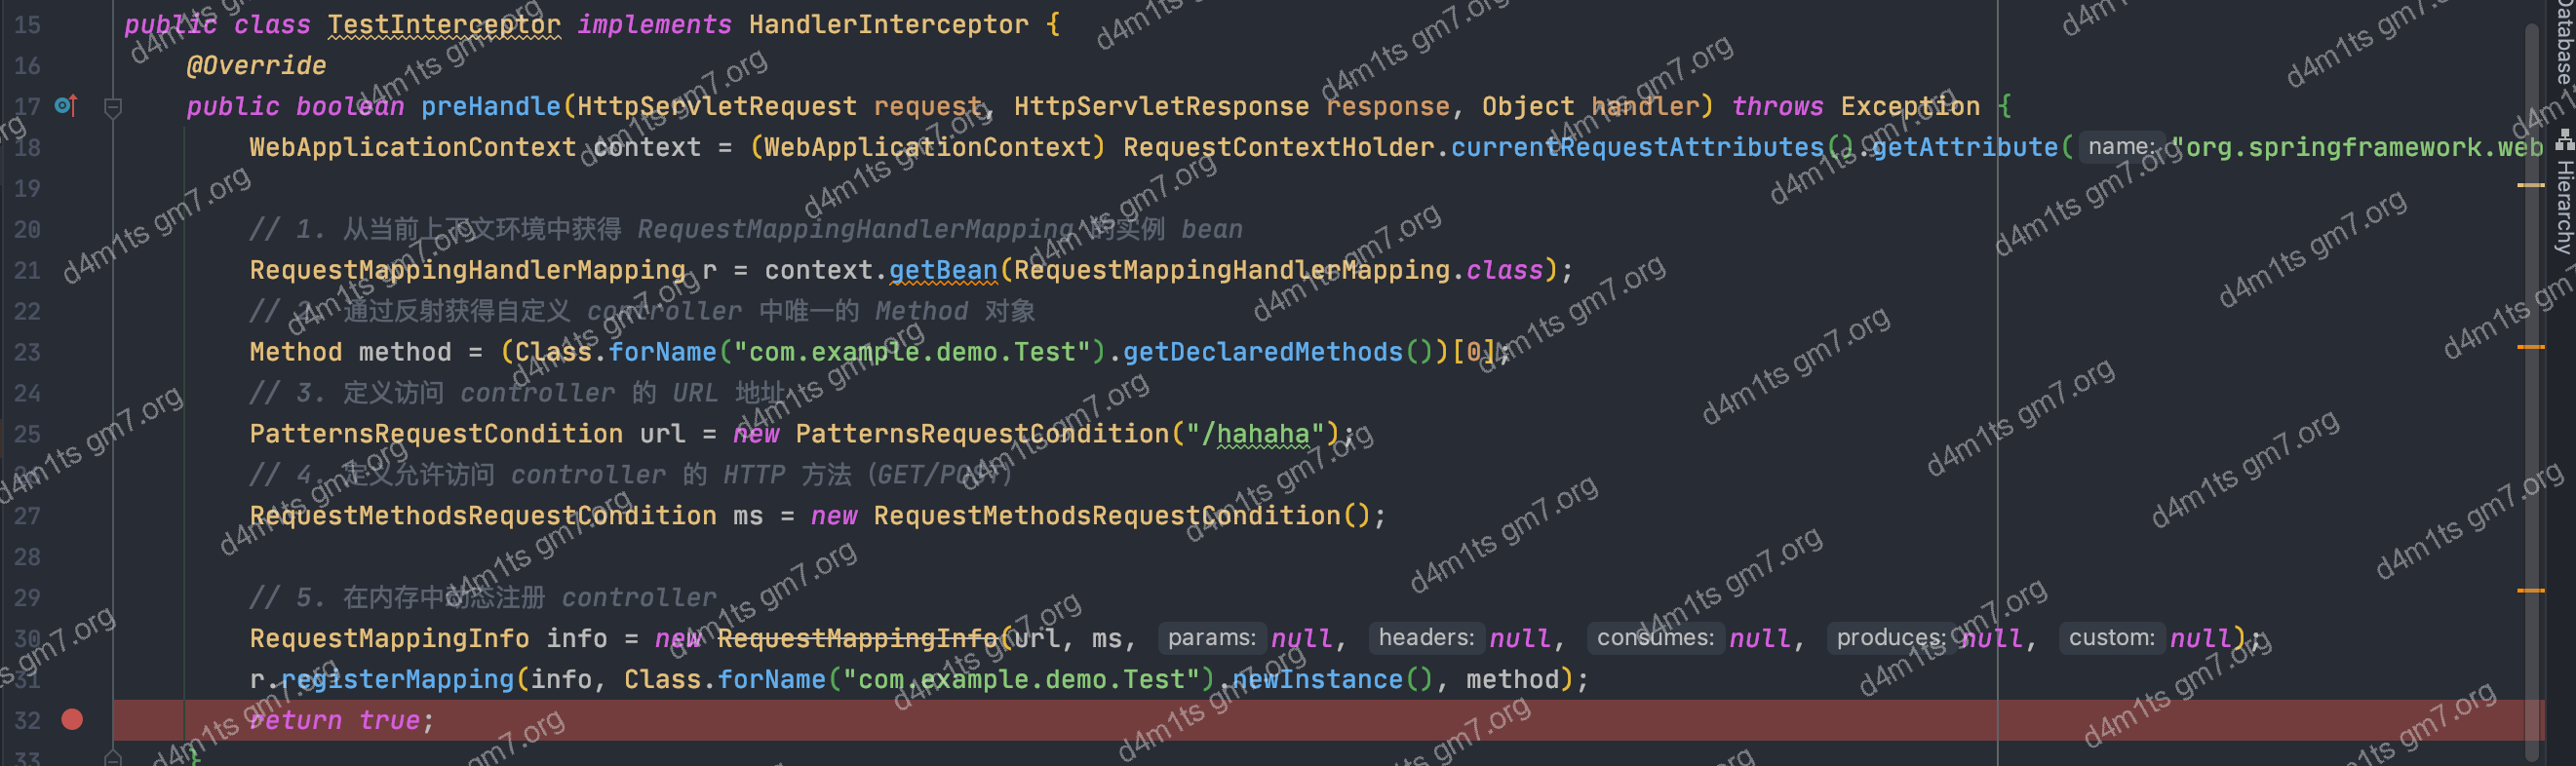 15 public class TestInterceptor implements HandlerInterceptor {
16 @Override
17 public boolean preHandle(HttpServletRequest request, HttpServletResponse response, Object handler) throws Exception {
18 WebApplicationContext context = (WebApplicationContext) RequestContextHolder.currentRequestAttributes().getAttribute( name: "org.springframework.web
19
20 // 1. 从当前上下文环境中获得 RequestMappingHandlerMapping 的实例 bean
21 RequestMappingHandlerMapping r = context.getBean(RequestMappingHandlerMapping.class);
22 // 2. 通过反射获得自定义 controller 中唯一的 Method 对象
23 Method method = (Class.forName("com.example.demo.Test").getDeclaredMethods())[0];
24 // 3. 定义访问 controller 的 URL 地址
25 PatternsRequestCondition url = new PatternsRequestCondition("/hahaha");
26 // 4. 定义允许访问 controller 的 HTTP 方法（GET/POST）
27 RequestMethodsRequestCondition ms = new RequestMethodsRequestCondition();
28
29 // 5. 在内存中动态注册 controller
30 RequestMappingInfo info = new RequestMappingInfo(url, ms, params: null, headers: null, consumes: null, produces: null, custom: null);
31 r.registerMapping(info, Class.forName("com.example.demo.Test").newInstance(), method);
32 return true;
33 }
Database
Hierarchy
d4m1ts gm7.org